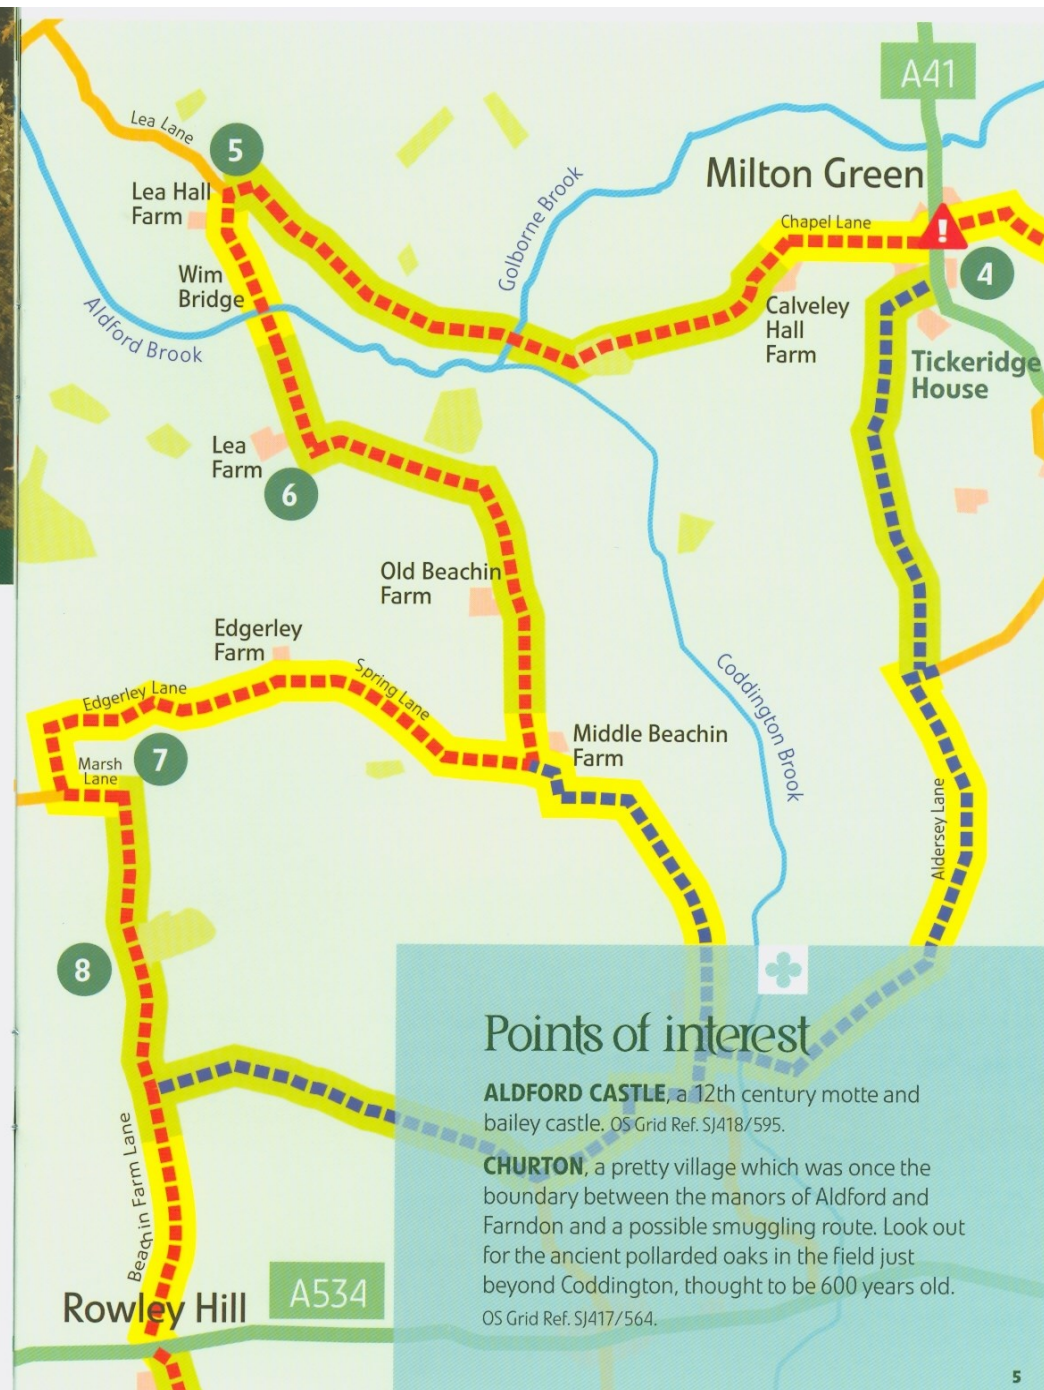 A41
Milton Green
Chapel Lane
!
4
Lea Lane
5
Lea Hall
Farm
Golborne Brook
Wim
Bridge
Aldford Brook
Calveley
Hall
Farm
Tickeridge
House
Lea
Farm
6
Old Beachin
Farm
Edgerley
Farm
Edgerley Lane
Spring Lane
Coddington Brook
Middle Beachin
Farm
Marsh
Lane
7
Aldersey Lane
8
Beachin Farm Lane
Rowley Hill
A534
Points of interest
ALDFORD CASTLE, a 12th century motte and
bailey castle. OS Grid Ref. SJ418/595.
CHURTON, a pretty village which was once the
boundary between the manors of Aldford and
Farndon and a possible smuggling route. Look out
for the ancient pollarded oaks in the field just
beyond Coddington, thought to be 600 years old.
OS Grid Ref. SJ417/564.
5